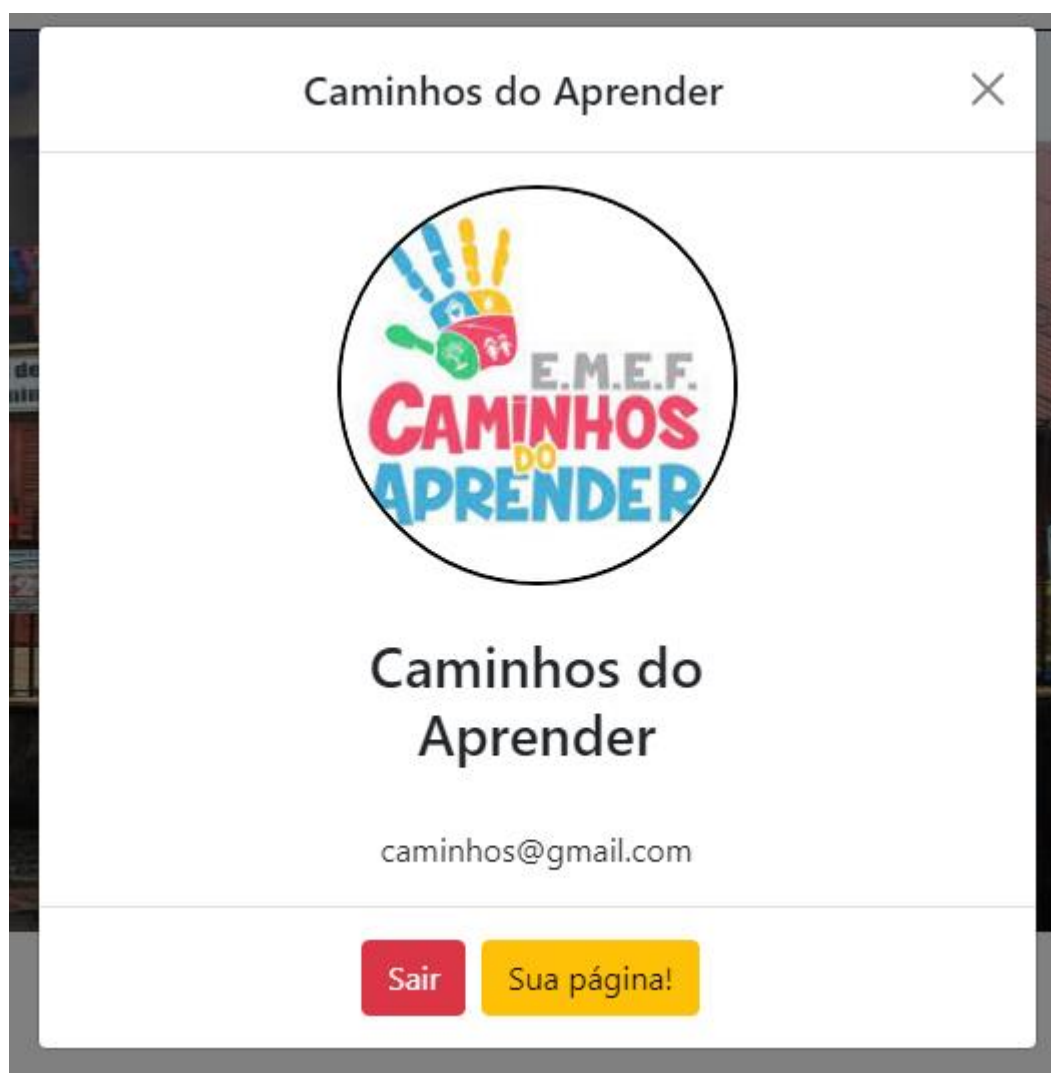 Caminhos do Aprender
E.M.E.F.
CAMINHOS
DO
APRENDER
Caminhos do
Aprender
caminhos@gmail.com
Sair Sua página!